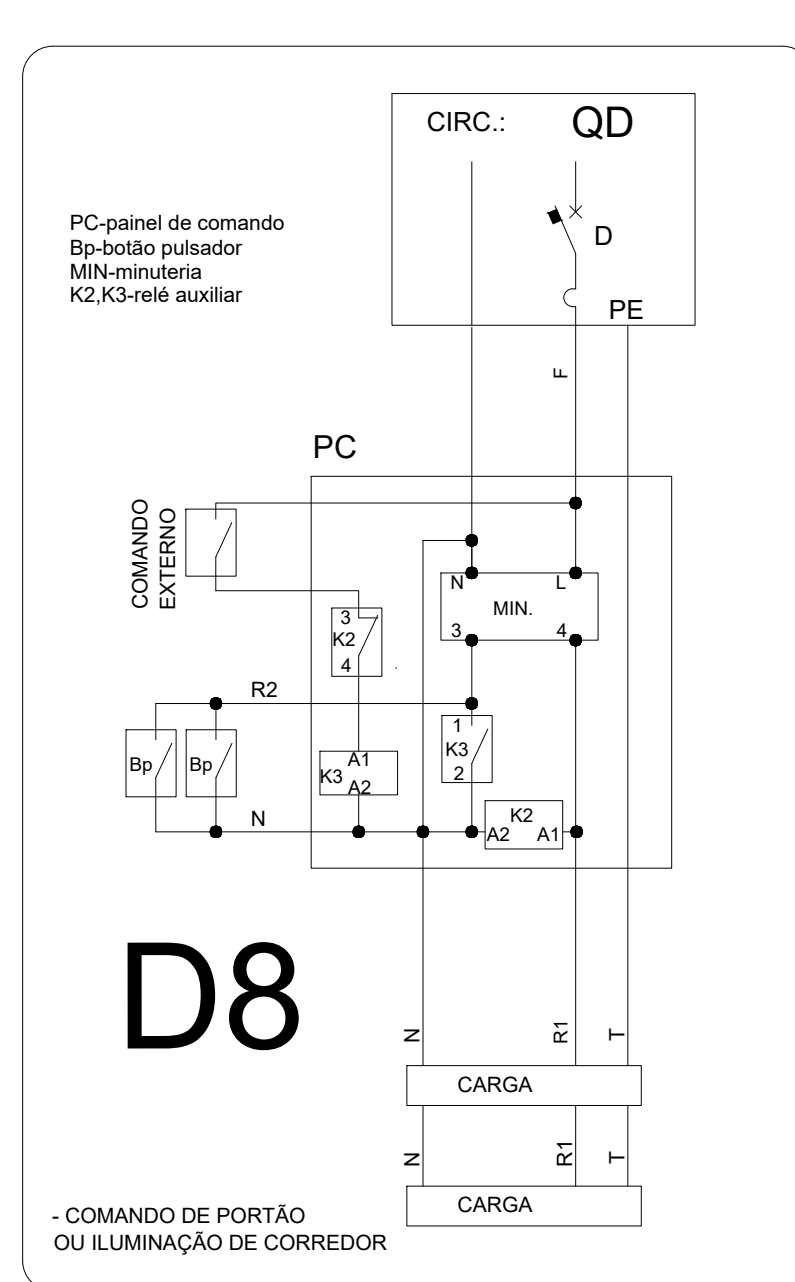 CIRC.: QD
PC-painel de comando
Bp-botão pulsador
MIN-minuteria
K2,K3-relé auxiliar
D
PE
F
PC
COMANDO
EXTERNO
N L
MIN.
3 4
3
K2
4
R2
1
K3
2
Bp
Bp
A1
K3
A2
N
K2
A2 A1
D8
N R1 T
CARGA
N R1 T
CARGA
- COMANDO DE PORTÃO
OU ILUMINAÇÃO DE CORREDOR